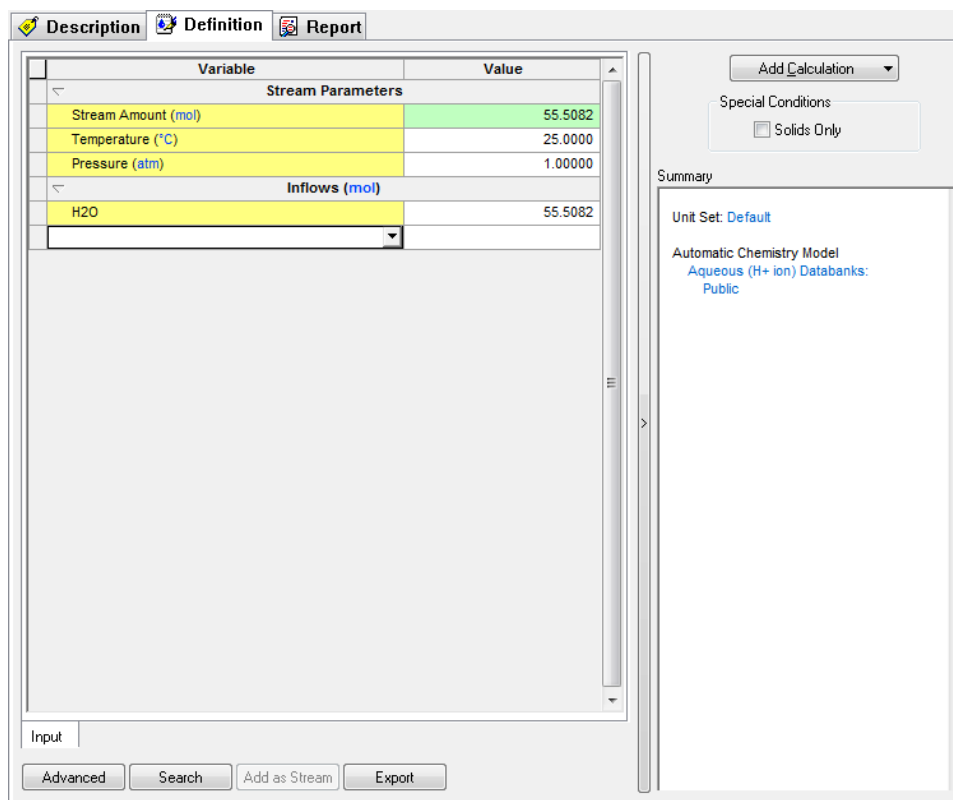 Description Definition Report
Variable Value
Stream Parameters
Stream Amount (mol) 55.5082
Temperature (°C) 25.0000
Pressure (atm) 1.00000
Inflows (mol)
H2O 55.5082
Input
Advanced Search Add as Stream Export
Add Calculation
Special Conditions
Solids Only
Summary
Unit Set: Default
Automatic Chemistry Model
Aqueous (H+ ion) Databanks:
Public